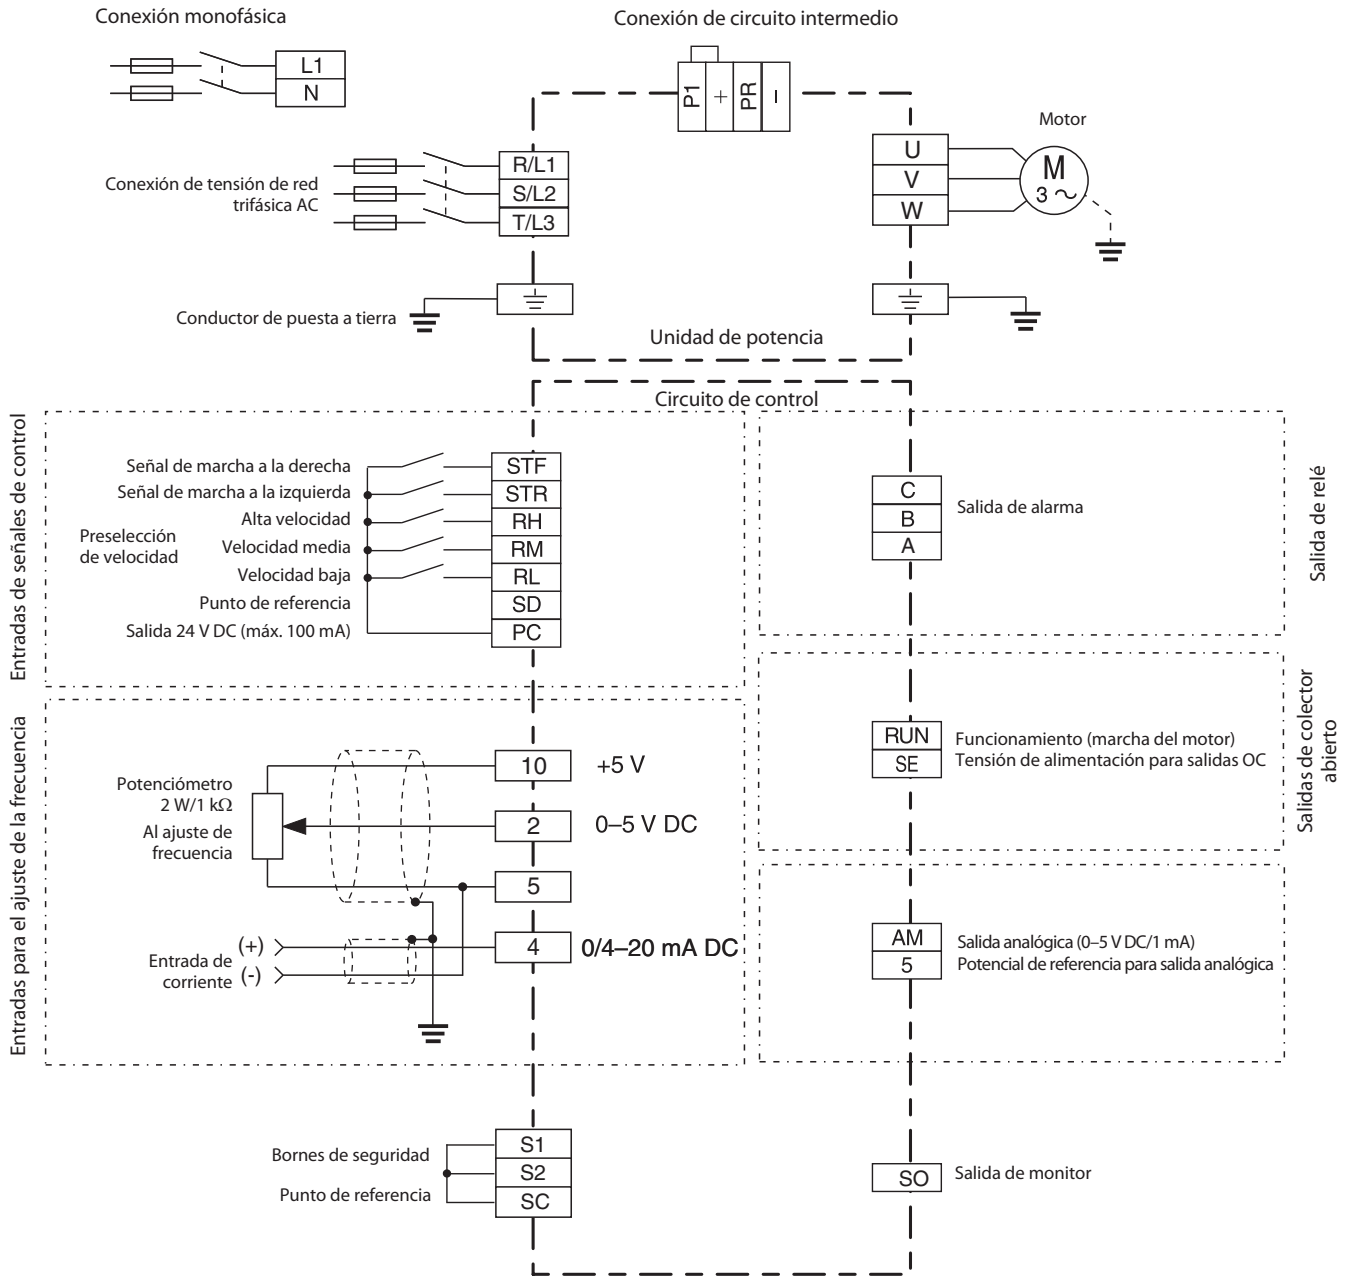 Conexión monofásica
L1
N
Conexión de circuito intermedio
P1
+
PR
–
Conexión de tensión de red
trifásica AC
R/L1
S/L2
T/L3
U
V
W
Motor
M
3 ~
Conductor de puesta a tierra
Unidad de potencia
Circuito de control
Entradas de señales de control
Señal de marcha a la derecha
STF
Señal de marcha a la izquierda
STR
Preselección
de velocidad
Alta velocidad
RH
Velocidad media
RM
Velocidad baja
RL
Punto de referencia
SD
Salida 24 V DC (máx. 100 mA)
PC
C
B
A
Salida de alarma
Salida de relé
Entradas para el ajuste de la frecuencia
Potenciómetro
2 W/1 kΩ
Al ajuste de
frecuencia
10
+5 V
2
0–5 V DC
5
Entrada de
corriente
(+)
(-)
4
0/4–20 mA DC
RUN
SE
Funcionamiento (marcha del motor)
Tensión de alimentación para salidas OC
Salidas de colector
abierto
AM
5
Salida analógica (0–5 V DC/1 mA)
Potencial de referencia para salida analógica
Bornes de seguridad
Punto de referencia
S1
S2
SC
SO
Salida de monitor